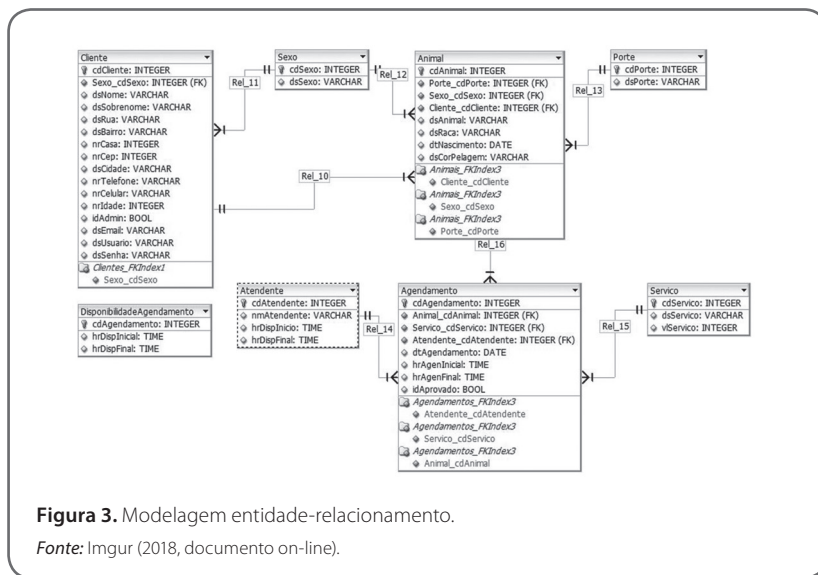 Cliente
cdCliente: INTEGER
Sexo_cdSexo: INTEGER (FK)
dsNome: VARCHAR
dsSobrenome: VARCHAR
dsRua: VARCHAR
dsBairro: VARCHAR
nrCasa: INTEGER
nrCep: INTEGER
dsCidade: VARCHAR
nrTelefone: VARCHAR
nrCelular: VARCHAR
nrIdade: INTEGER
idAdmin: BOOL
dsEmail: VARCHAR
dsUsuario: VARCHAR
dsSenha: VARCHAR
Clientes_FKIndex1
Sexo_cdSexo
Rel_11
Sexo
cdSexo: INTEGER
dsSexo: VARCHAR
Rel_12
Animal
cdAnimal: INTEGER
Porte_cdPorte: INTEGER (FK)
Sexo_cdSexo: INTEGER (FK)
Cliente_cdCliente: INTEGER (FK)
dsAnimal: VARCHAR
dsRaca: VARCHAR
dtNascimento: DATE
dsCorPelagem: VARCHAR
Animais_FKIndex3
Cliente_cdCliente
Animais_FKIndex3
Sexo_cdSexo
Animais_FKIndex3
Porte_cdPorte
Rel_13
Porte
cdPorte: INTEGER
dsPorte: VARCHAR
Rel_10
Rel_16
DisponibilidadeAgendamento
cdAgendamento: INTEGER
hrDispInicial: TIME
hrDispFinal: TIME
Atendente
cdAtendente: INTEGER
nmAtendente: VARCHAR
hrDispInicio: TIME
hrDispFinal: TIME
Rel_14
Agendamento
cdAgendamento: INTEGER
Animal_cdAnimal: INTEGER (FK)
Servico_cdServico: INTEGER (FK)
Atendente_cdAtendente: INTEGER (FK)
dtAgendamento: DATE
hrAgenInicial: TIME
hrAgenFinal: TIME
idAprovado: BOOL
Agendamentos_FKIndex3
Atendente_cdAtendente
Agendamentos_FKIndex3
Servico_cdServico
Agendamentos_FKIndex3
Animal_cdAnimal
Rel_15
Servico
cdServico: INTEGER
dsServico: VARCHAR
vlServico: INTEGER
Figura 3. Modelagem entidade-relacionamento.
Fonte: Imgur (2018, documento on-line).